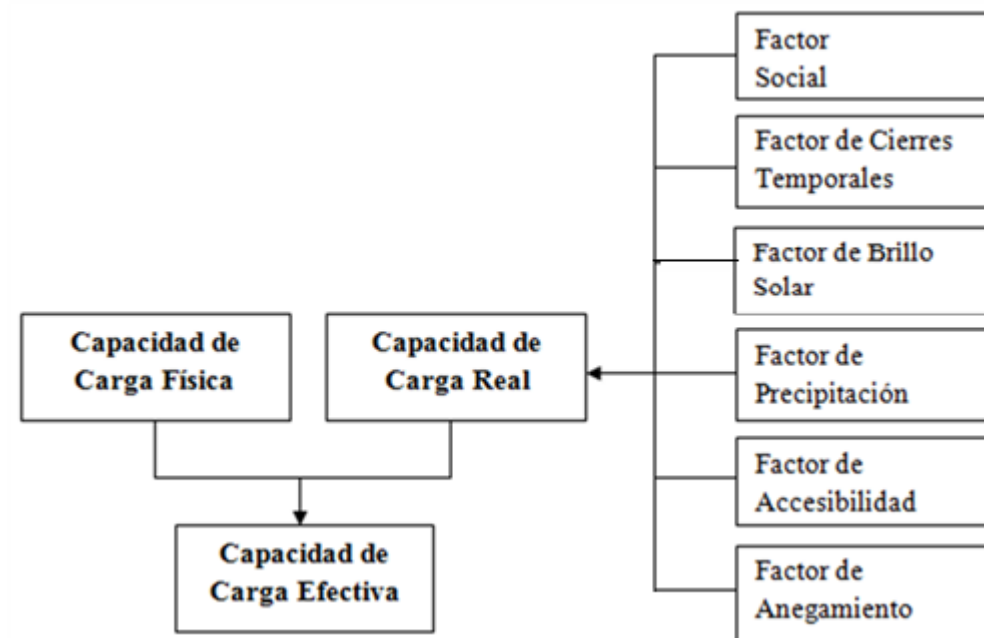 Factor
Social
Factor de Cierres
Temporales
Factor de Brillo
Solar
Capacidad de
Carga Física
Capacidad de
Carga Real
Factor de
Precipitación
Factor de
Accesibilidad
Capacidad de
Carga Efectiva
Factor de
Anegamiento